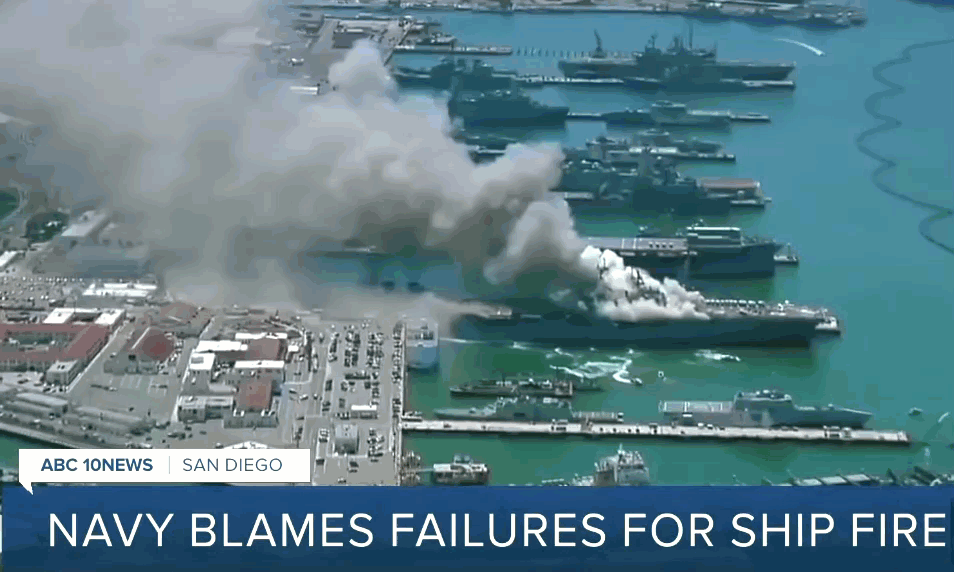 ABC 10NEWS | SAN DIEGO
NAVY BLAMES FAILURES FOR SHIP FIRE